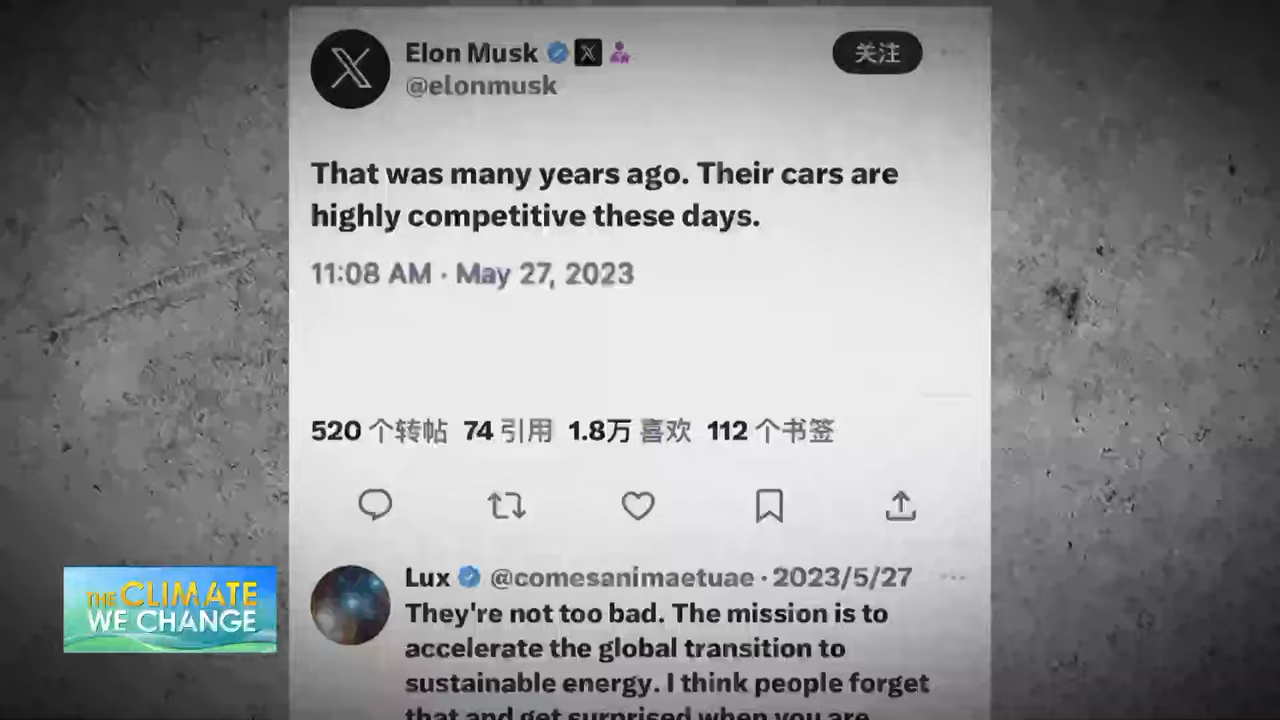 Elon Musk
关注
@elonmusk
That was many years ago. Their cars are
highly competitive these days.
11:08 AM · May 27, 2023
520 个转帖 74 引用 1.8万 喜欢 112 个书签
Lux @comesanimaetuae · 2023/5/27
They're not too bad. The mission is to
accelerate the global transition to
sustainable energy. I think people forget
that and get surprised when you are
THE CLIMATE
WE CHANGE